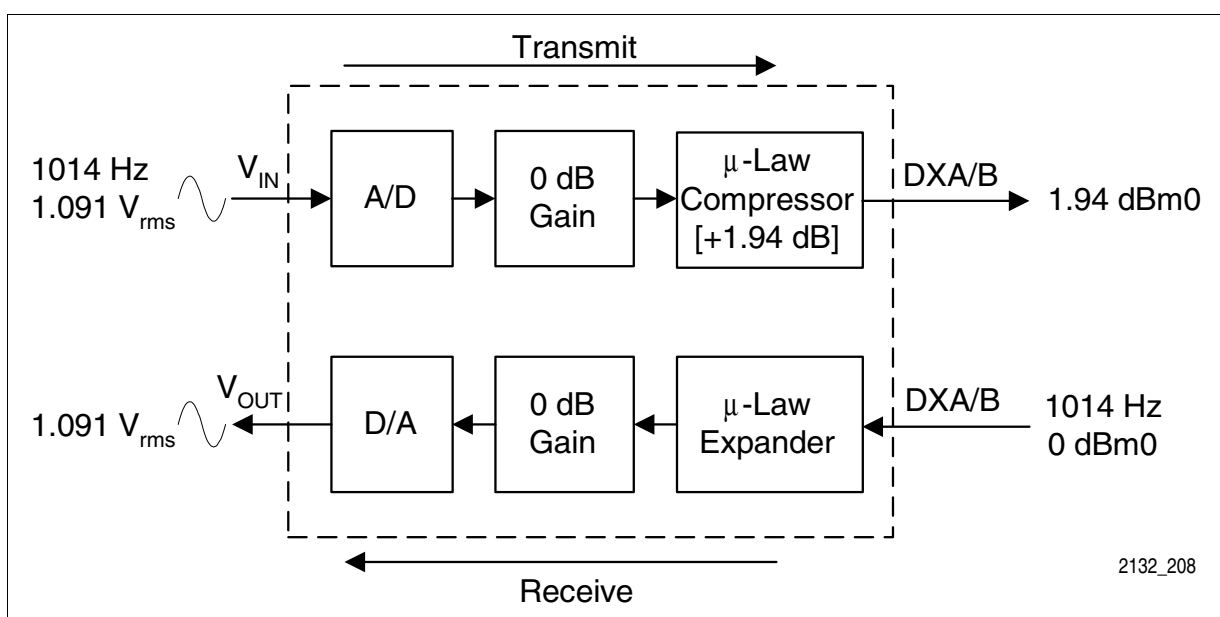 Transmit
1014 Hz
1.091 Vrms
VIN
A/D
0 dB
Gain
μ-Law
Compressor
[+1.94 dB]
DXA/B
1.94 dBm0
1.091 Vrms
VOUT
D/A
0 dB
Gain
μ-Law
Expander
DXA/B
1014 Hz
0 dBm0
Receive
2132_208